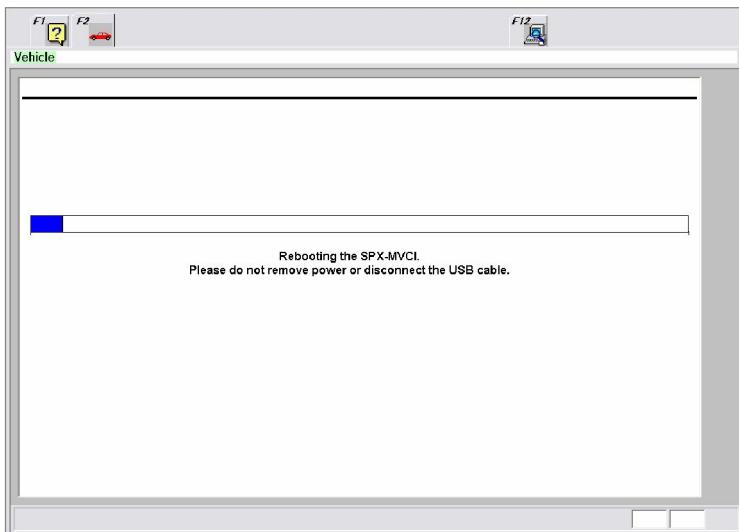 F1 F2 F12
?
Vehicle
Rebooting the SPX-MVCI.
Please do not remove power or disconnect the USB cable.